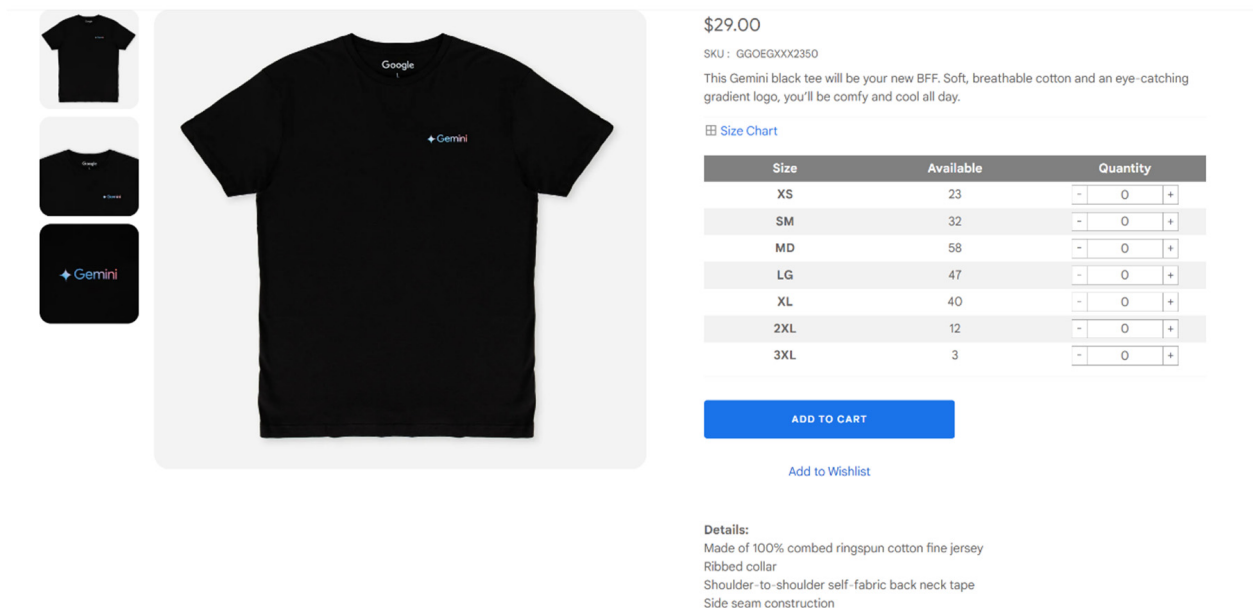 Google
L
Gemini
Google
Gemini
Gemini
$29.00
SKU : GGOEGXXX2350
This Gemini black tee will be your new BFF. Soft, breathable cotton and an eye-catching
gradient logo, you'll be comfy and cool all day.
Size Chart
Size Available Quantity
XS 23 - 0 +
SM 32 - 0 +
MD 58 - 0 +
LG 47 - 0 +
XL 40 - 0 +
2XL 12 - 0 +
3XL 3 - 0 +
ADD TO CART
Add to Wishlist
Details:
Made of 100% combed ringspun cotton fine jersey
Ribbed collar
Shoulder-to-shoulder self-fabric back neck tape
Side seam construction